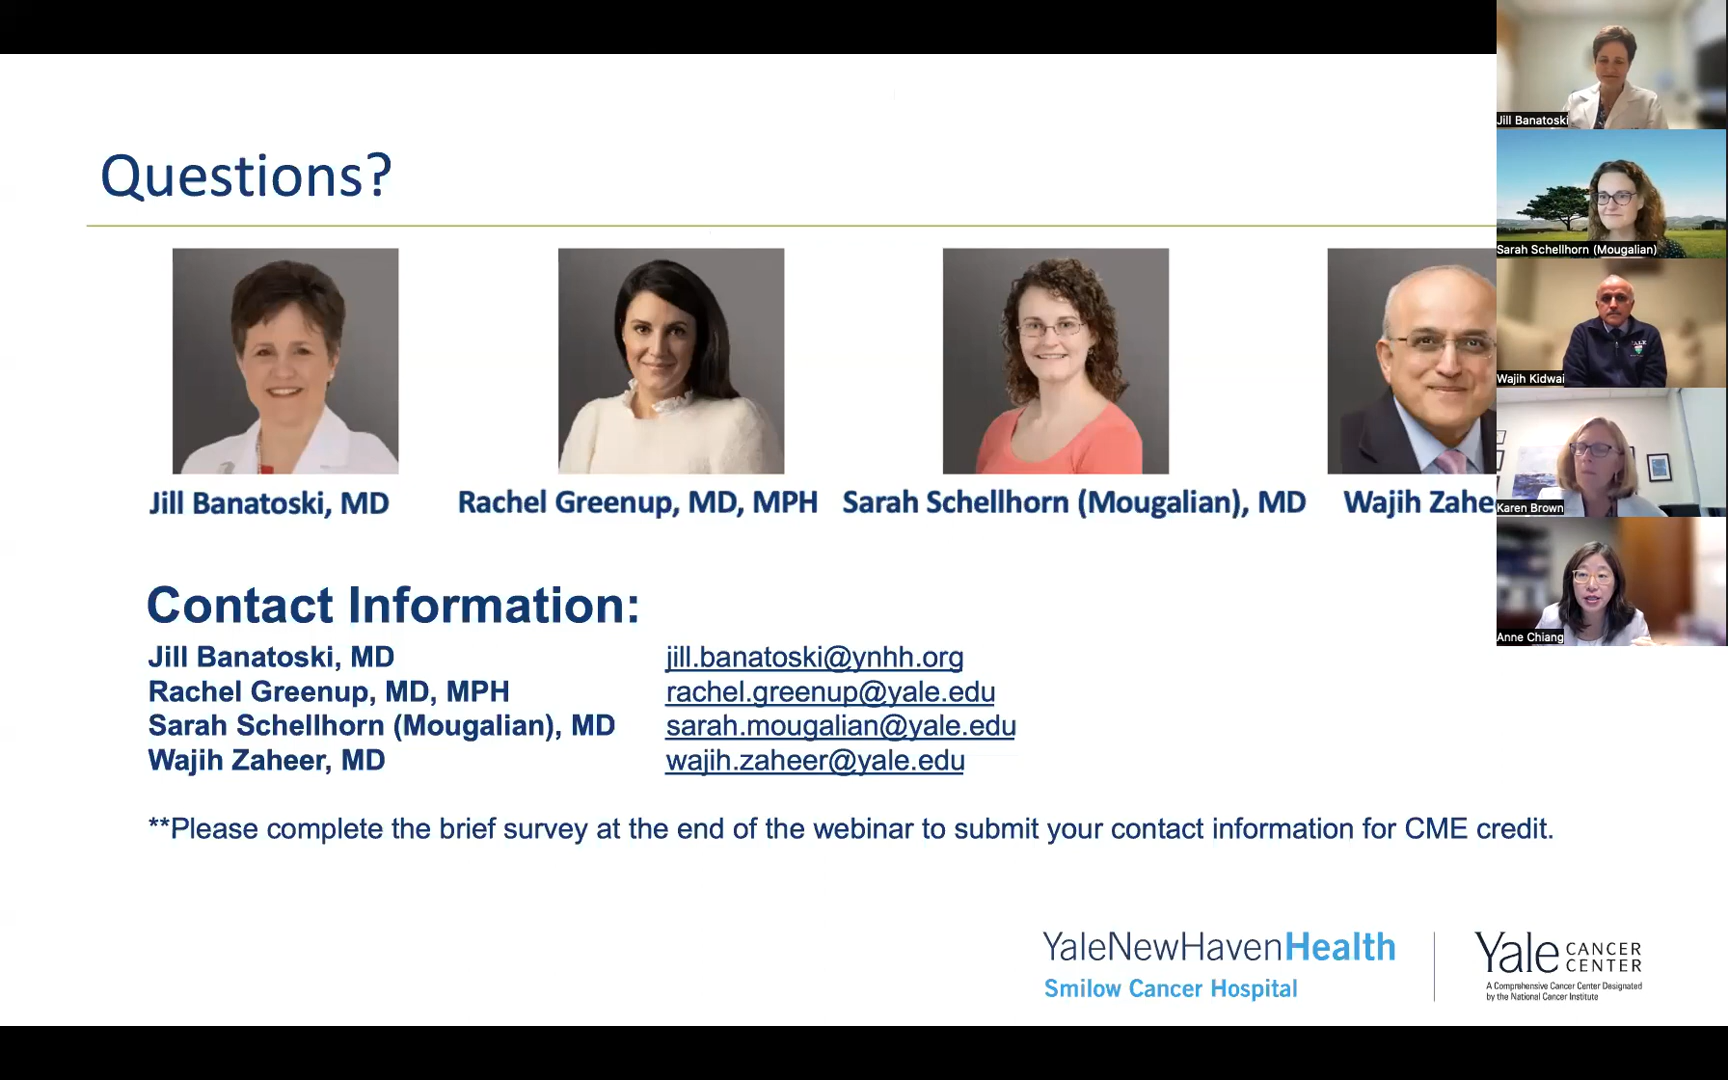 Questions?
Jill Banatoski, MD
Rachel Greenup, MD, MPH
Sarah Schellhorn (Mougalian), MD
Wajih Zahe
Contact Information:
Jill Banatoski, MD jill.banatoski@ynhh.org
Rachel Greenup, MD, MPH rachel.greenup@yale.edu
Sarah Schellhorn (Mougalian), MD sarah.mougalian@yale.edu
Wajih Zaheer, MD wajih.zaheer@yale.edu
**Please complete the brief survey at the end of the webinar to submit your contact information for CME credit.
YaleNewHavenHealth
Smilow Cancer Hospital
Yale CANCER
CENTER
A Comprehensive Cancer Center Designated
by the National Cancer Institute
Jill Banatoski
Sarah Schellhorn (Mougalian)
Wajih Kidwai
Karen Brown
Anne Chiang